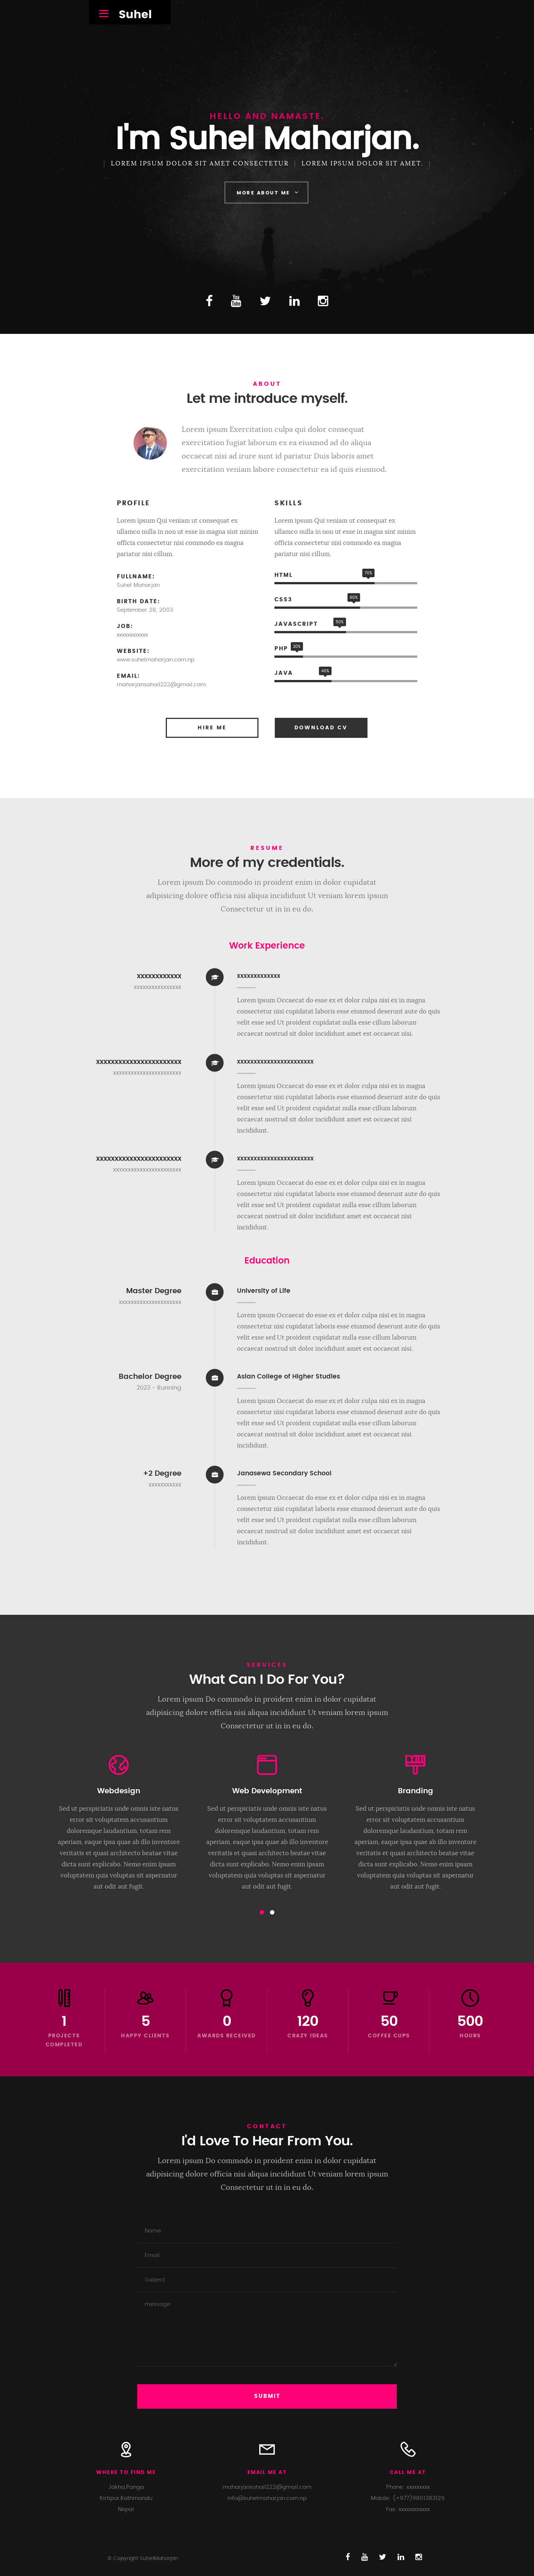 Suhel
HELLO AND NAMASTE.
I'm Suhel Maharjan.
LOREM IPSUM DOLOR SIT AMET CONSECTETUR | LOREM IPSUM DOLOR SIT AMET.
MORE ABOUT ME
ABOUT
Let me introduce myself.
Lorem ipsum Exercitation culpa qui dolor consequat
exercitation fugiat laborum ex ea eiusmod ad do aliqua
occaecat nisi ad irure sunt id pariatur Duis laboris amet
exercitation veniam labore consectetur ea id quis eiusmod.
PROFILE
Lorem ipsum Qui veniam ut consequat ex
ullamco nulla in non ut esse in magna sint minim
officia consectetur nisi commodo ea magna
pariatur nisi cillum.
FULLNAME:
Suhel Maharjan
BIRTH DATE:
September 28, 2003
JOB:
xxxxxxxxxxxx
WEBSITE:
www.suhelmaharjan.com.np
EMAIL:
maharjansohail222@gmail.com
SKILLS
Lorem ipsum Qui veniam ut consequat ex
ullamco nulla in non ut esse in magna sint minim
officia consectetur nisi commodo ea magna
pariatur nisi cillum.
HTML 70%
CSS3 60%
JAVASCRIPT 50%
PHP 20%
JAVA 40%
HIRE ME
DOWNLOAD CV
RESUME
More of my credentials.
Lorem ipsum Do commodo in proident enim in dolor cupidatat
adipisicing dolore officia nisi aliqua incididunt Ut veniam lorem ipsum
Consectetur ut in in eu do.
Work Experience
xxxxxxxxxxxx
xxxxxxxxxxxxxxxx
xxxxxxxxxxxxx
Lorem ipsum Occaecat do esse ex et dolor culpa nisi ex in magna
consectetur nisi cupidatat laboris esse eiusmod deserunt aute do quis
velit esse sed Ut proident cupidatat nulla esse cillum laborum
occaecat nostrud sit dolor incididunt amet est occaecat nisi.
xxxxxxxxxxxxxxxxxxxxxxx
xxxxxxxxxxxxxxxxxxxxxxx
xxxxxxxxxxxxxxxxxxxxxxx
Lorem ipsum Occaecat do esse ex et dolor culpa nisi ex in magna
consectetur nisi cupidatat laboris esse eiusmod deserunt aute do quis
velit esse sed Ut proident cupidatat nulla esse cillum laborum
occaecat nostrud sit dolor incididunt amet est occaecat nisi
incididunt.
xxxxxxxxxxxxxxxxxxxxxxx
xxxxxxxxxxxxxxxxxxxxxxx
xxxxxxxxxxxxxxxxxxxxxxx
Lorem ipsum Occaecat do esse ex et dolor culpa nisi ex in magna
consectetur nisi cupidatat laboris esse eiusmod deserunt aute do quis
velit esse sed Ut proident cupidatat nulla esse cillum laborum
occaecat nostrud sit dolor incididunt amet est occaecat nisi
incididunt.
Education
Master Degree
xxxxxxxxxxxxxxxxxxxxx
University of Life
Lorem ipsum Occaecat do esse ex et dolor culpa nisi ex in magna
consectetur nisi cupidatat laboris esse eiusmod deserunt aute do quis
velit esse sed Ut proident cupidatat nulla esse cillum laborum
occaecat nostrud sit dolor incididunt amet est occaecat nisi.
Bachelor Degree
2023 - Running
Asian College of Higher Studies
Lorem ipsum Occaecat do esse ex et dolor culpa nisi ex in magna
consectetur nisi cupidatat laboris esse eiusmod deserunt aute do quis
velit esse sed Ut proident cupidatat nulla esse cillum laborum
occaecat nostrud sit dolor incididunt amet est occaecat nisi
incididunt.
+2 Degree
xxxxxxxxxxx
Janasewa Secondary School
Lorem ipsum Occaecat do esse ex et dolor culpa nisi ex in magna
consectetur nisi cupidatat laboris esse eiusmod deserunt aute do quis
velit esse sed Ut proident cupidatat nulla esse cillum laborum
occaecat nostrud sit dolor incididunt amet est occaecat nisi
incididunt.
SERVICES
What Can I Do For You?
Lorem ipsum Do commodo in proident enim in dolor cupidatat
adipisicing dolore officia nisi aliqua incididunt Ut veniam lorem ipsum
Consectetur ut in in eu do.
Webdesign
Sed ut perspiciatis unde omnis iste natus
error sit voluptatem accusantium
doloremque laudantium, totam rem
aperiam, eaque ipsa quae ab illo inventore
veritatis et quasi architecto beatae vitae
dicta sunt explicabo. Nemo enim ipsam
voluptatem quia voluptas sit aspernatur
aut odit aut fugit.
Web Development
Sed ut perspiciatis unde omnis iste natus
error sit voluptatem accusantium
doloremque laudantium, totam rem
aperiam, eaque ipsa quae ab illo inventore
veritatis et quasi architecto beatae vitae
dicta sunt explicabo. Nemo enim ipsam
voluptatem quia voluptas sit aspernatur
aut odit aut fugit.
Branding
Sed ut perspiciatis unde omnis iste natus
error sit voluptatem accusantium
doloremque laudantium, totam rem
aperiam, eaque ipsa quae ab illo inventore
veritatis et quasi architecto beatae vitae
dicta sunt explicabo. Nemo enim ipsam
voluptatem quia voluptas sit aspernatur
aut odit aut fugit.
1
PROJECTS
COMPLETED
5
HAPPY CLIENTS
0
AWARDS RECEIVED
120
CRAZY IDEAS
50
COFFEE CUPS
500
HOURS
CONTACT
I'd Love To Hear From You.
Lorem ipsum Do commodo in proident enim in dolor cupidatat
adipisicing dolore officia nisi aliqua incididunt Ut veniam lorem ipsum
Consectetur ut in in eu do.
Name
Email
Subject
message
SUBMIT
WHERE TO FIND ME
Jakha,Panga
Kirtipur,Kathmandu
Nepal
EMAIL ME AT
maharjansohail222@gmail.com
info@suhelmaharjan.com.np
CALL ME AT
Phone: xxxxxxxxx
Mobile: (+977)9801383129
Fax: xxxxxxxxxxxx
© Copyright SuhelMaharjan